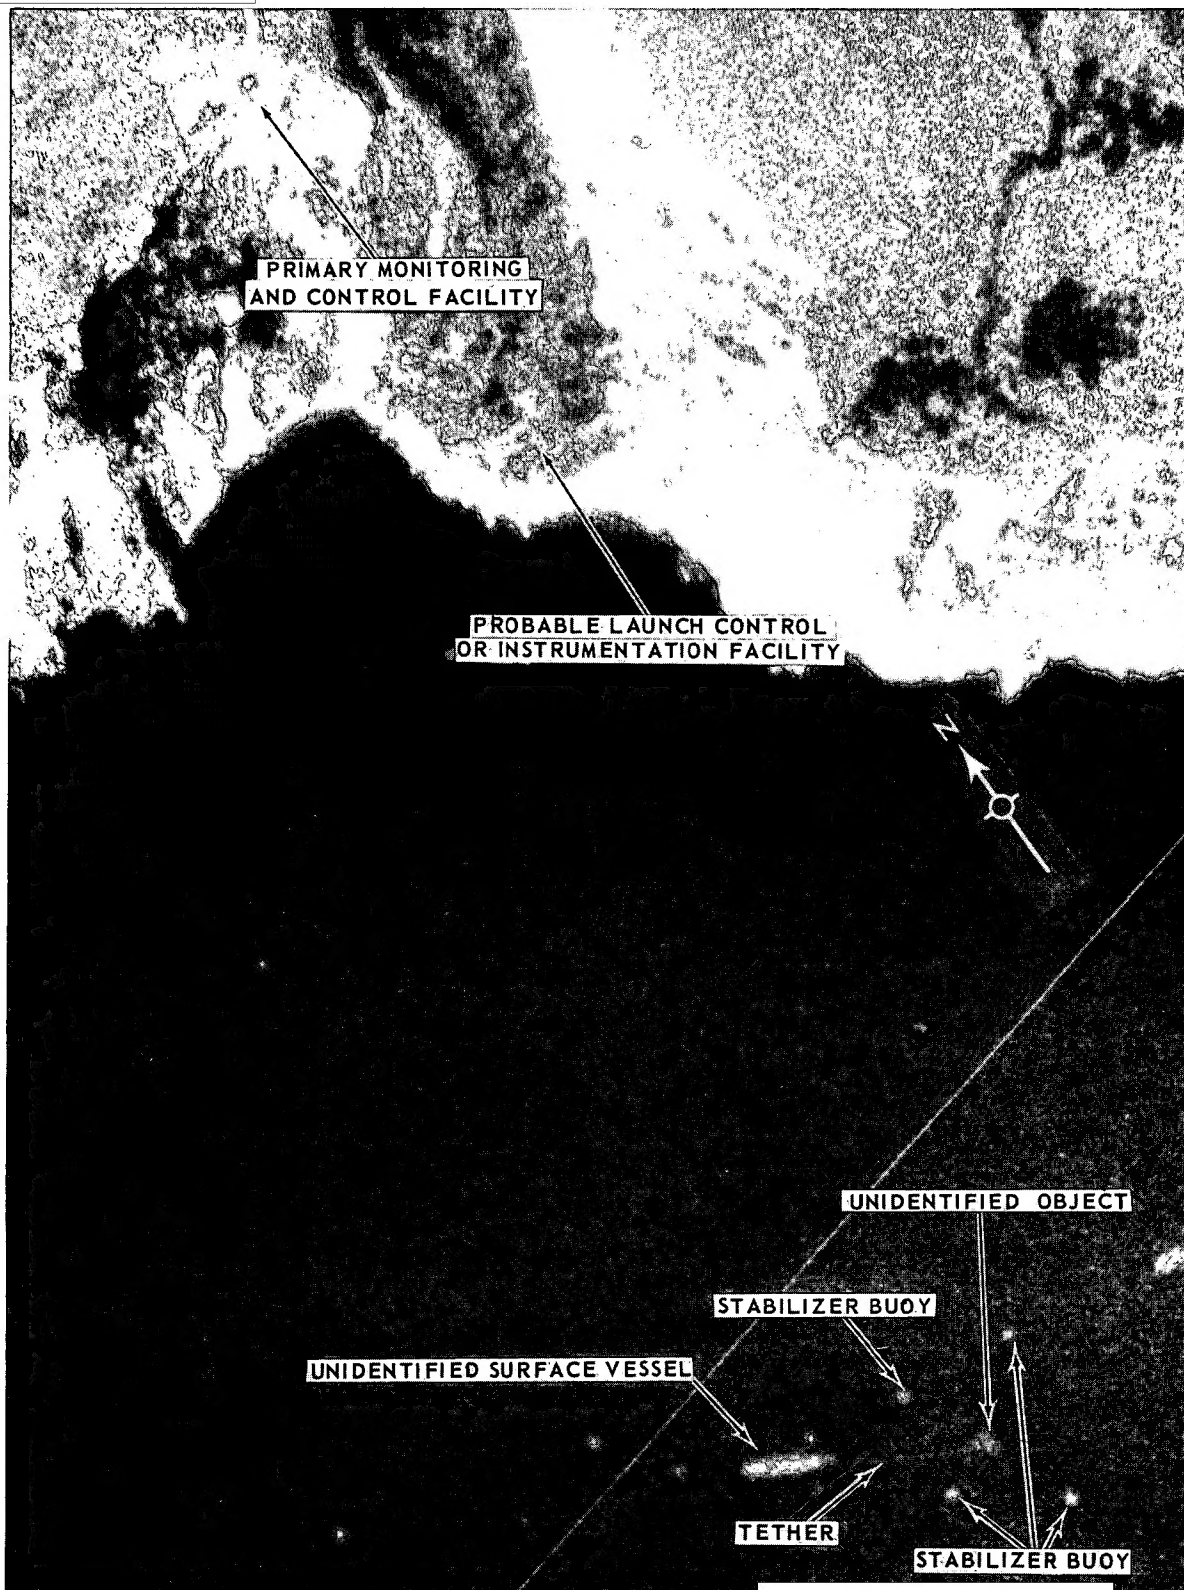 PRIMARY MONITORING
AND CONTROL FACILITY
PROBABLE LAUNCH CONTROL
OR INSTRUMENTATION FACILITY
N
UNIDENTIFIED OBJECT
STABILIZER BUOY
UNIDENTIFIED SURFACE VESSEL
TETHER
STABILIZER BUOY